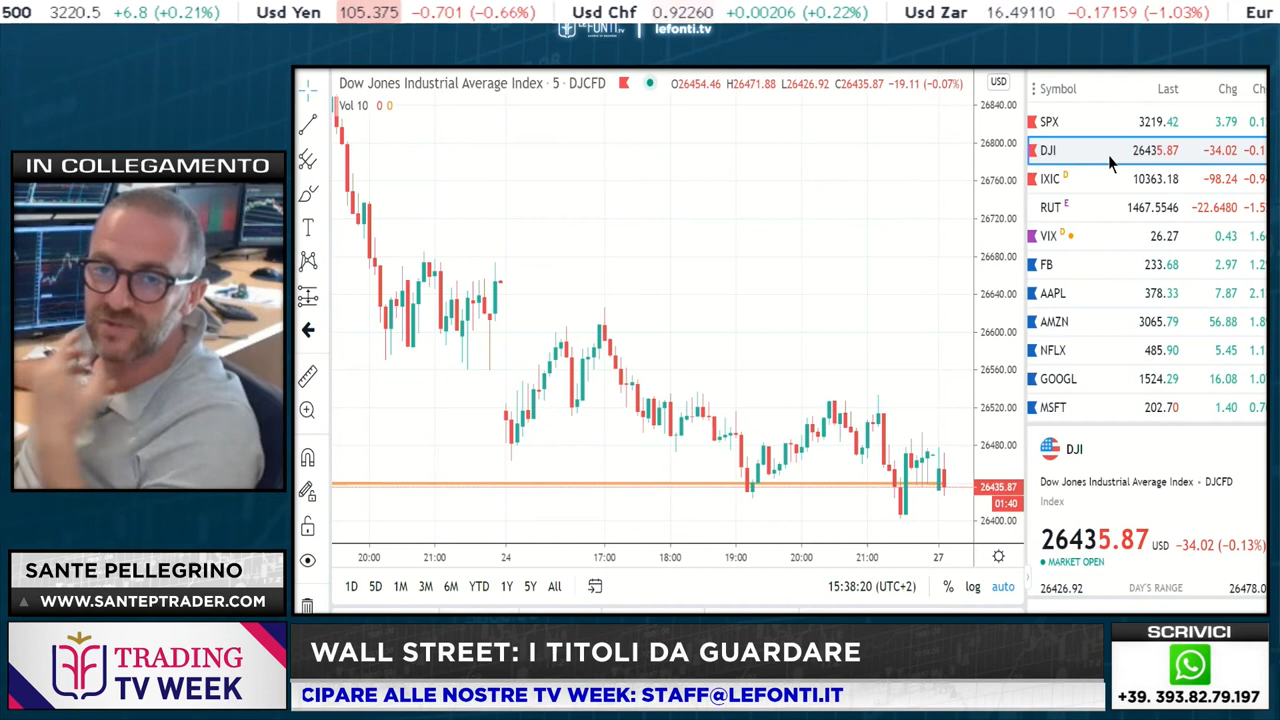 500 3220.5 +6.8 (+0.21%) Usd Yen 105.375 −0.701 (−0.66%) Usd Chf 0.92260 +0.00206 (+0.22%) Usd Zar 16.49110 −0.17159 (−1.03%) Eur
lefonti.tv
IN COLLEGAMENTO
Dow Jones Industrial Average Index · 5 · DJCFD O26454.46 H26471.88 L26426.92 C26435.87 −19.11 (−0.07%)
Vol 10 0 0
USD
26840.00
26800.00
26760.00
26720.00
26680.00
26640.00
26600.00
26560.00
26520.00
26480.00
26435.87
01:40
26400.00
20:00 21:00 24 17:00 18:00 19:00 20:00 21:00 27
1D 5D 1M 3M 6M YTD 1Y 5Y All 15:38:20 (UTC+2) % log auto
Symbol Last Chg
SPX 3219.42 3.79
DJI 26435.87 −34.02
IXIC D 10363.18 −98.24
RUT E 1467.5546 −22.6480
VIX D 26.27 0.43
FB 233.68 2.97
AAPL 378.33 7.87
AMZN 3065.79 56.88
NFLX 485.90 5.45
GOOGL 1524.29 16.08
MSFT 202.70 1.40
DJI
Dow Jones Industrial Average Index · DJCFD
Index
26435.87 USD −34.02 (−0.13%)
MARKET OPEN
26426.92 DAY'S RANGE 26478.0
SANTE PELLEGRINO
WWW.SANTEPTRADER.COM
TRADING
TV WEEK
WALL STREET: I TITOLI DA GUARDARE
CIPARE ALLE NOSTRE TV WEEK: STAFF@LEFONTI.IT
SCRIVICI
+39. 393.82.79.197